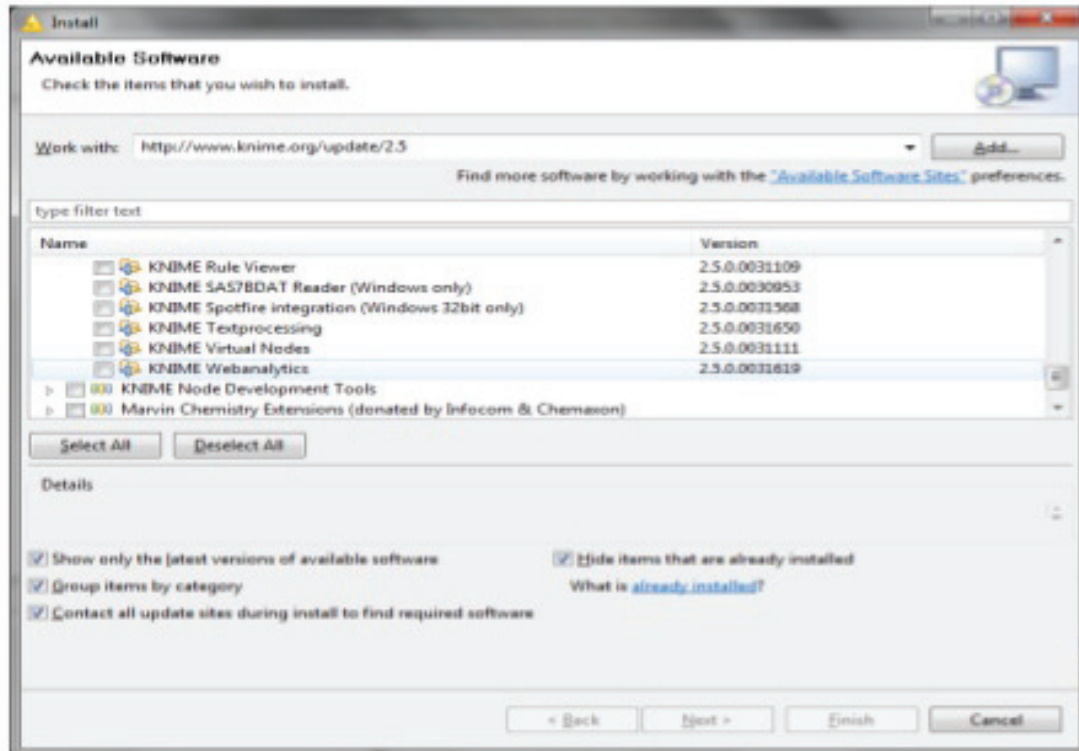 Install
Available Software
Check the items that you wish to install.
Work with: http://www.knime.org/update/2.5 Add...
Find more software by working with the "Available Software Sites" preferences.
type filter text
Name Version
KNIME Rule Viewer 2.5.0.0031109
KNIME SAS7BDAT Reader (Windows only) 2.5.0.0030953
KNIME Spotfire integration (Windows 32bit only) 2.5.0.0031568
KNIME Textprocessing 2.5.0.0031650
KNIME Virtual Nodes 2.5.0.0031111
KNIME Webanalytics 2.5.0.0031619
KNIME Node Development Tools
Marvin Chemistry Extensions (donated by Infocom & Chemaxon)
Select All Deselect All
Details
Show only the latest versions of available software Hide items that are already installed
Group items by category What is already installed?
Contact all update sites during install to find required software
< Back Next > Finish Cancel